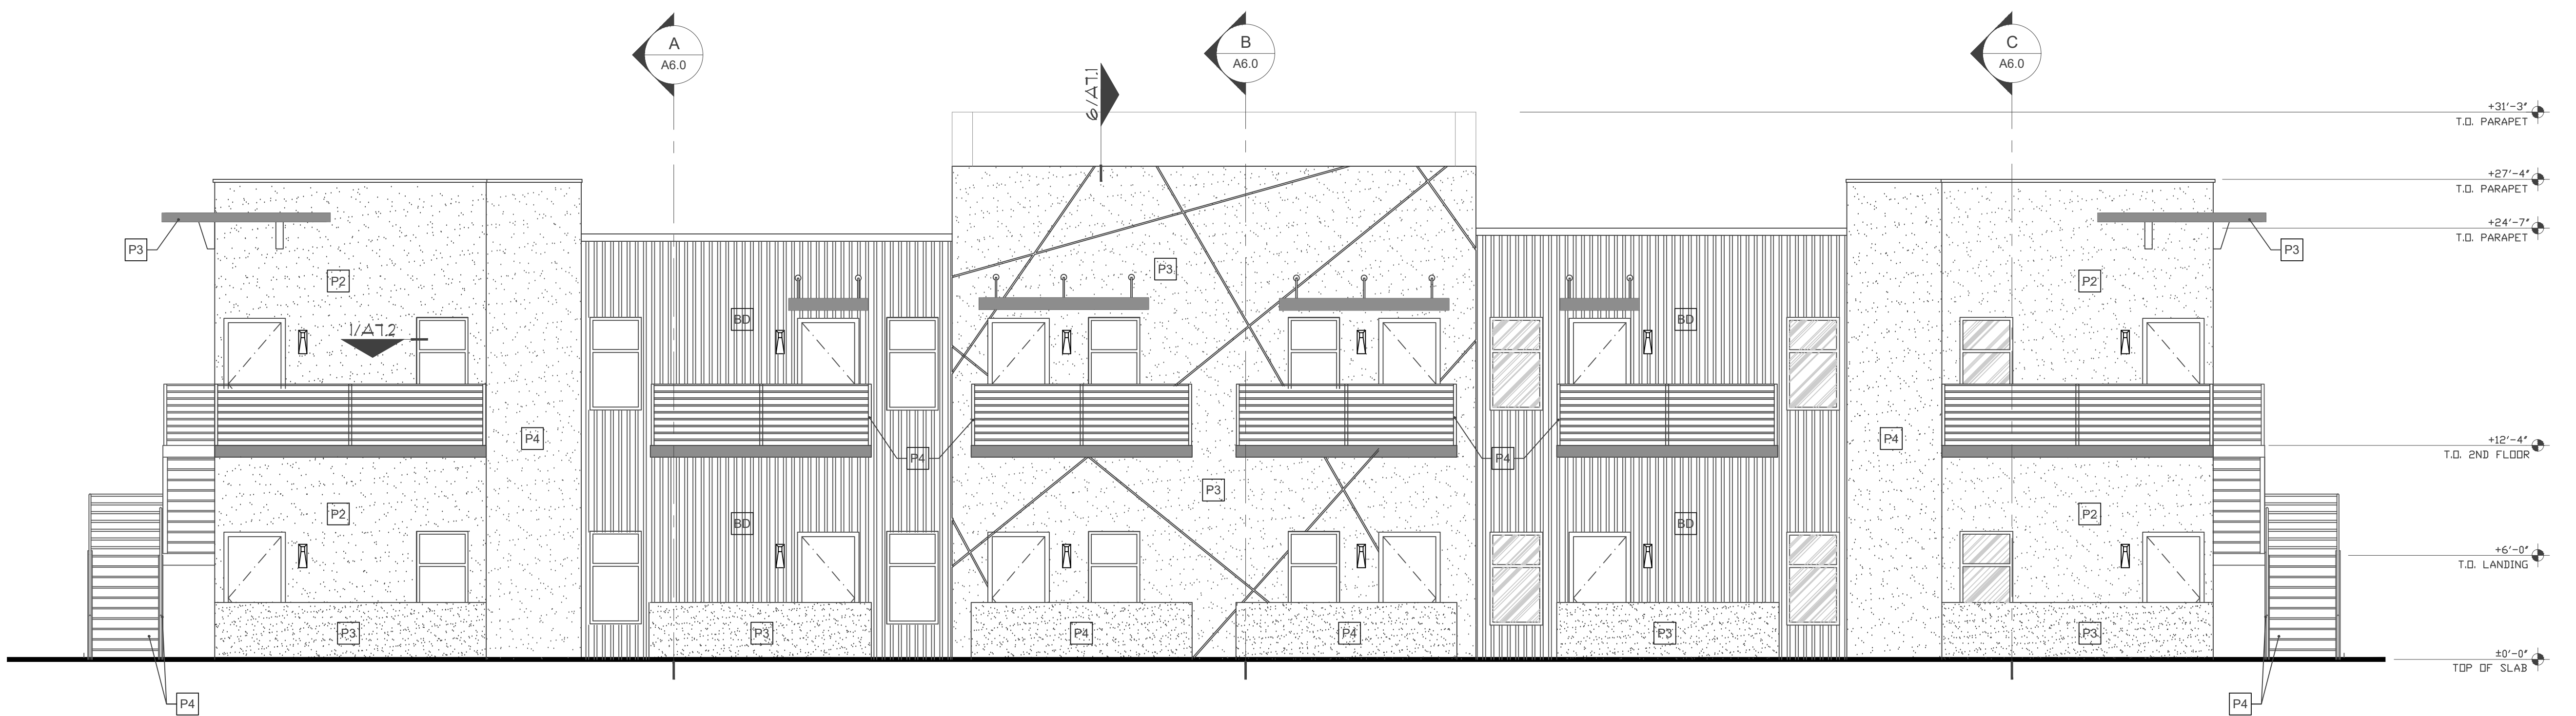 A
A6.0
B
A6.0
C
A6.0
6/A7.1
+31'-3"
T.O. PARAPET
+27'-4"
T.O. PARAPET
+24'-7"
T.O. PARAPET
P3
P2
BD
P3
BD
P2
P3
1/A7.2
P4
P4
P4
P4
+12'-4"
T.O. 2ND FLOOR
P2
BD
P3
BD
P2
+6'-0"
T.O. LANDING
P3
P3
P4
P4
P3
P3
±0'-0"
TOP OF SLAB
P4
P4